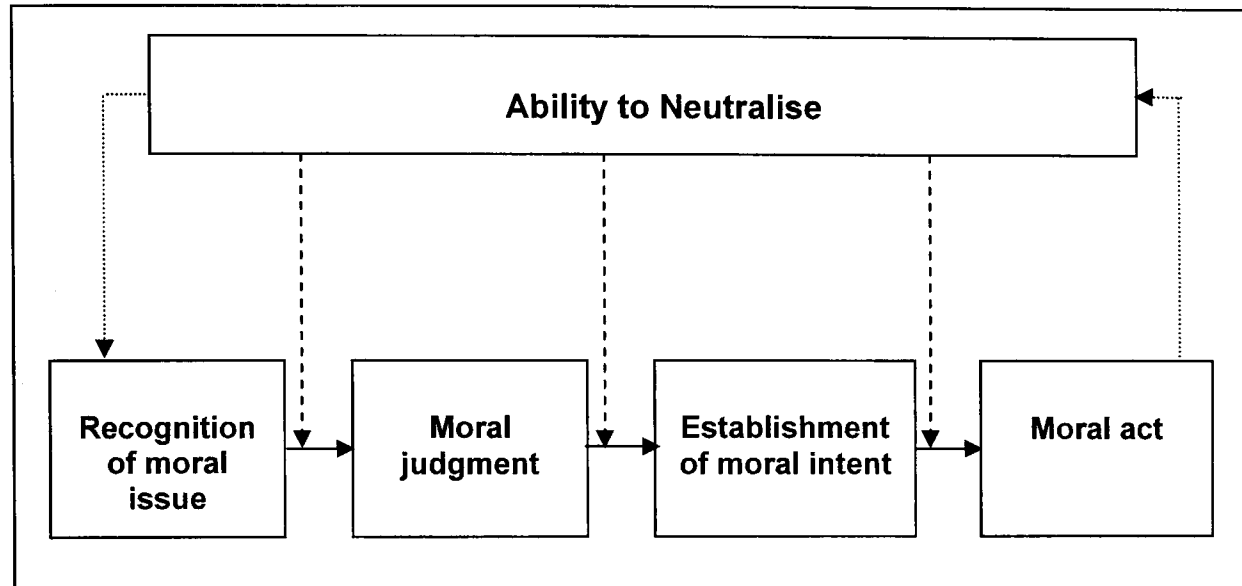 Ability to Neutralise
Recognition
of moral
issue
Moral
judgment
Establishment
of moral intent
Moral act